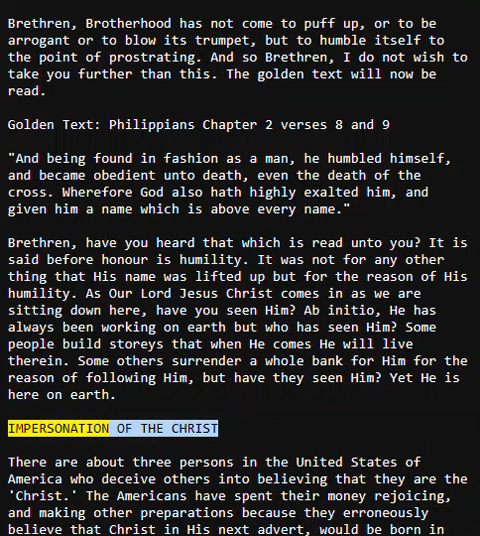 Brethren, Brotherhood has not come to puff up, or to be
arrogant or to blow its trumpet, but to humble itself to
the point of prostrating. And so Brethren, I do not wish to
take you further than this. The golden text will now be
read.
Golden Text: Philippians Chapter 2 verses 8 and 9
"And being found in fashion as a man, he humbled himself,
and became obedient unto death, even the death of the
cross. Wherefore God also hath highly exalted him, and
given him a name which is above every name."
Brethren, have you heard that which is read unto you? It is
said before honour is humility. It was not for any other
thing that His name was lifted up but for the reason of His
humility. As Our Lord Jesus Christ comes in as we are
sitting down here, have you seen Him? Ab initio, He has
always been working on earth but who has seen Him? Some
people build storeys that when He comes He will live
therein. Some others surrender a whole bank for Him for the
reason of following Him, but have they seen Him? Yet He is
here on earth.
IMPERSONATION OF THE CHRIST
There are about three persons in the United States of
America who deceive others into believing that they are the
'Christ.' The Americans have spent their money rejoicing,
and making other preparations because they erroneously
believe that Christ in His next advert, would be born in